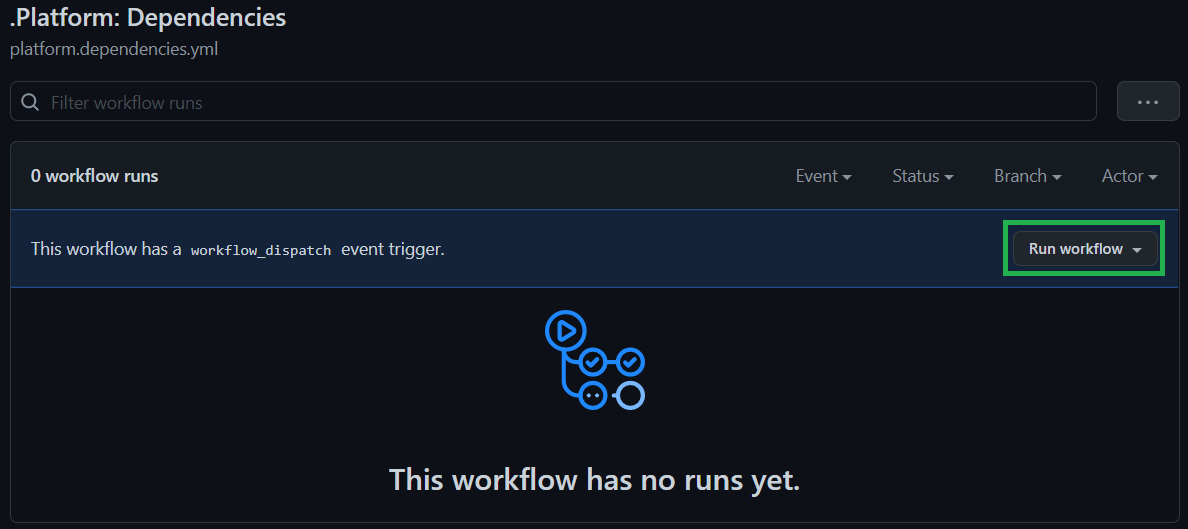 .Platform: Dependencies
platform.dependencies.yml
Filter workflow runs
0 workflow runs Event Status Branch Actor
This workflow has a workflow_dispatch event trigger. Run workflow
This workflow has no runs yet.